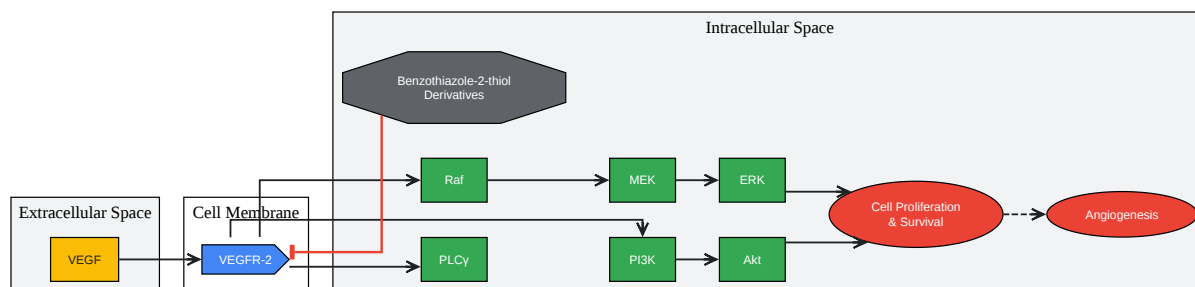 Intracellular Space
Benzothiazole-2-thiol
Derivatives
Raf
MEK
ERK
Extracellular Space
Cell Membrane
Cell Proliferation
& Survival
Angiogenesis
VEGF
VEGFR-2
PLCγ
PI3K
Akt